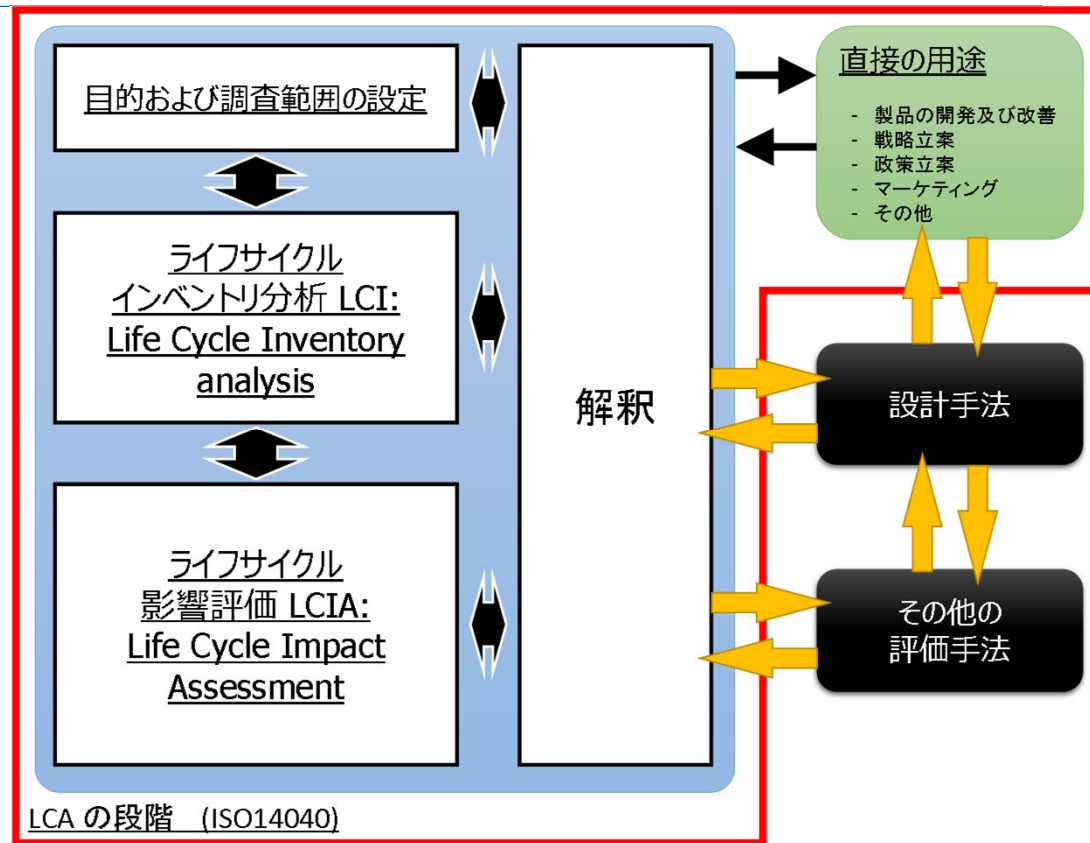 目的および調査範囲の設定
ライフサイクル
インベントリ分析 LCI:
Life Cycle Inventory
analysis
ライフサイクル
影響評価 LCIA:
Life Cycle Impact
Assessment
解釈
直接の用途
- 製品の開発及び改善
- 戦略立案
- 政策立案
- マーケティング
- その他
設計手法
その他の
評価手法
LCA の段階 (ISO14040)